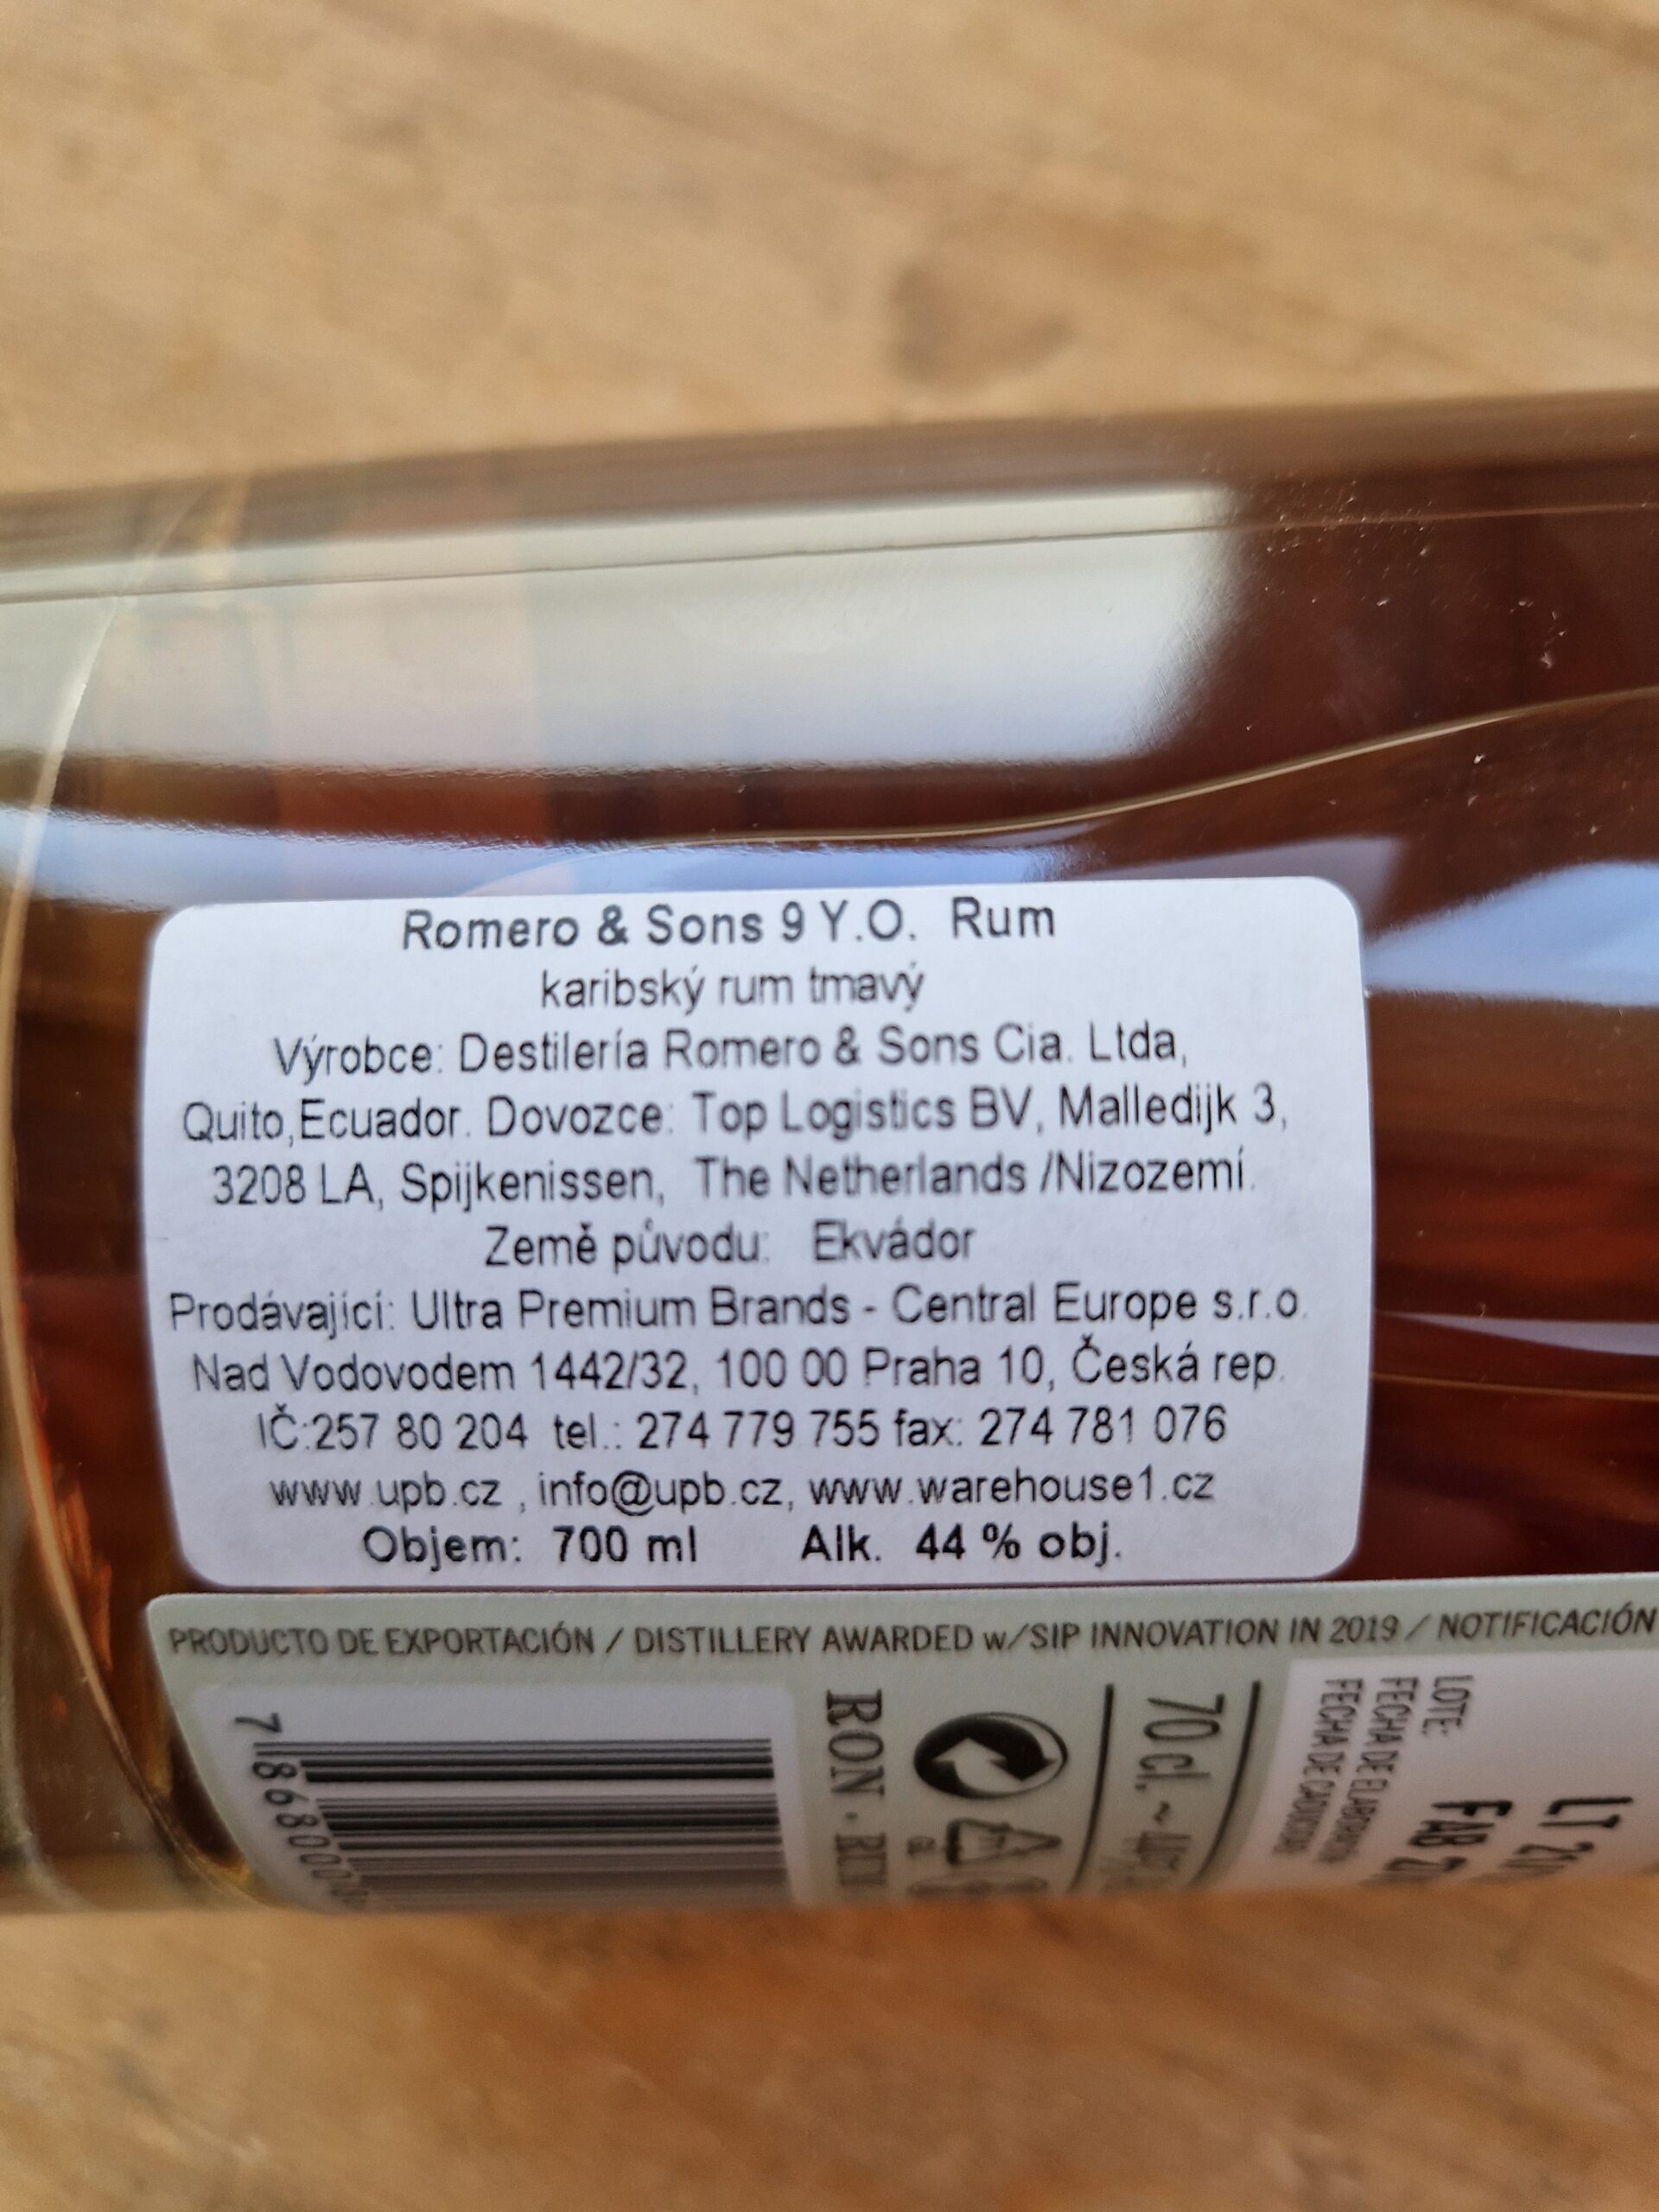 Romero & Sons 9 Y.O. Rum
karibský rum tmavý
Výrobce: Destilería Romero & Sons Cia. Ltda,
Quito,Ecuador. Dovozce: Top Logistics BV, Malledijk 3,
3208 LA, Spijkenissen, The Netherlands /Nizozemí.
Země původu: Ekvádor
Prodávající: Ultra Premium Brands - Central Europe s.r.o.
Nad Vodovodem 1442/32, 100 00 Praha 10, Česká rep.
IČ:257 80 204 tel.: 274 779 755 fax: 274 781 076
www.upb.cz , info@upb.cz, www.warehouse1.cz
Objem: 700 ml Alk. 44 % obj.
PRODUCTO DE EXPORTACIÓN / DISTILLERY AWARDED w/SIP INNOVATION IN 2019 / NOTIFICACIÓN
RON
70 cl.
LOTE:
FECHA DE ELABORACIÓN
FAB
LT